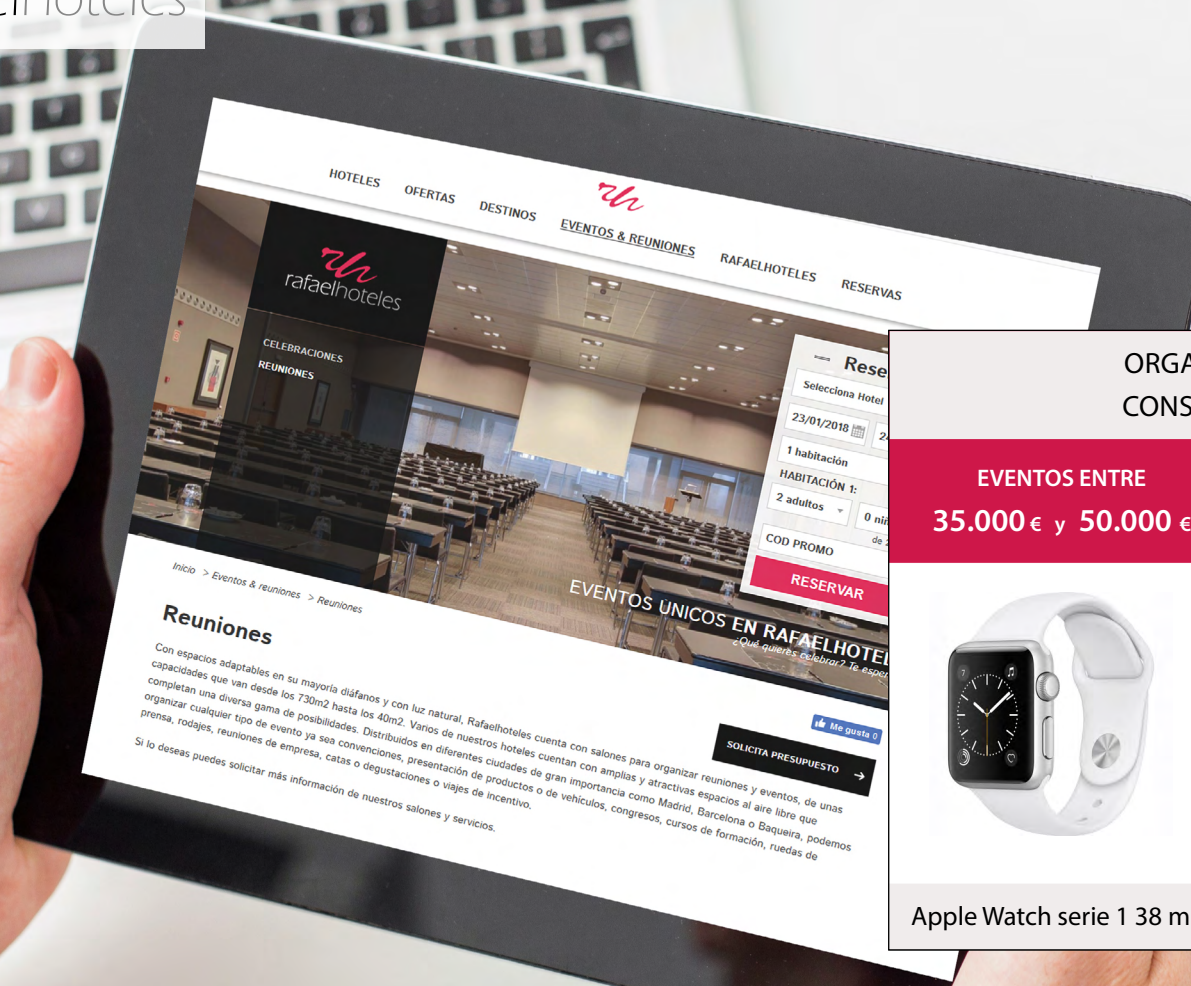 elhoteles
HOTELES OFERTAS DESTINOS EVENTOS & REUNIONES RAFAELHOTELES RESERVAS
rh
rh
rafaelhoteles
CELEBRACIONES
REUNIONES
Rese
Selecciona Hotel
23/01/2018 24
1 habitación
HABITACIÓN 1:
2 adultos 0 niñ
de 2
COD PROMO
RESERVAR
EVENTOS ÚNICOS EN RAFAELHOTEL
¿Qué quieres celebrar? Te esper
Inicio > Eventos & reuniones > Reuniones
Reuniones
Con espacios adaptables en su mayoría diáfanos y con luz natural, Rafaelhoteles cuenta con salones para organizar reuniones y eventos, de unas
capacidades que van desde los 730m2 hasta los 40m2. Varios de nuestros hoteles cuentan con amplias y atractivas espacios al aire libre que
completan una diversa gama de posibilidades. Distribuidos en diferentes ciudades de gran importancia como Madrid, Barcelona o Baqueira, podemos
organizar cualquier tipo de evento ya sea convenciones, presentación de productos o de vehículos, congresos, cursos de formación, ruedas de
prensa, rodajes, reuniones de empresa, catas o degustaciones o viajes de incentivo.
Si lo deseas puedes solicitar más información de nuestros salones y servicios.
Me gusta 0
SOLICITA PRESUPUESTO →
ORGA
CONS
EVENTOS ENTRE
35.000 € y 50.000 €
Apple Watch serie 1 38 m